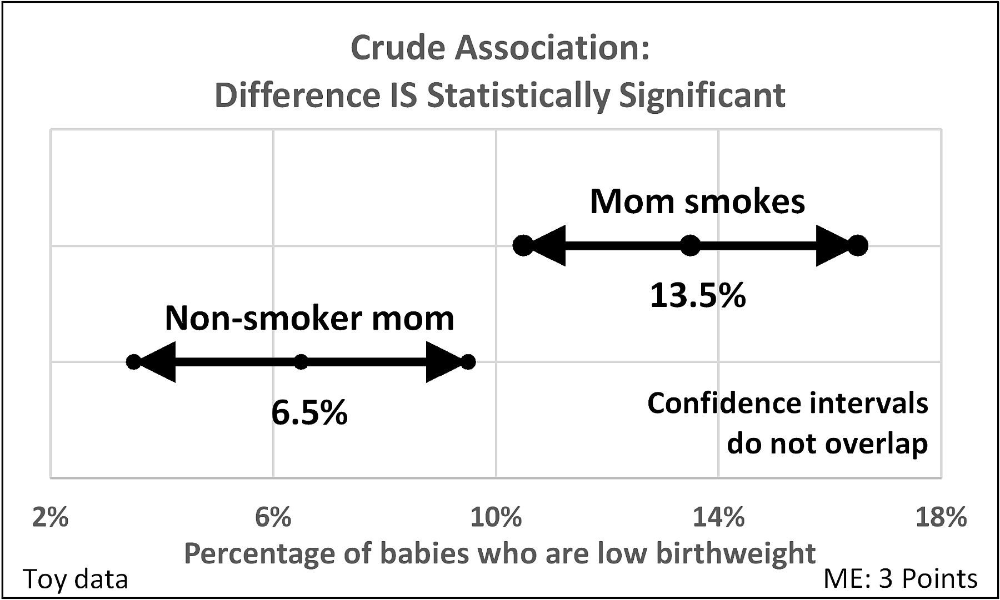 Crude Association:
Difference IS Statistically Significant
Mom smokes
13.5%
Non-smoker mom
6.5%
Confidence intervals
do not overlap
2% 6% 10% 14% 18%
Percentage of babies who are low birthweight
Toy data
ME: 3 Points